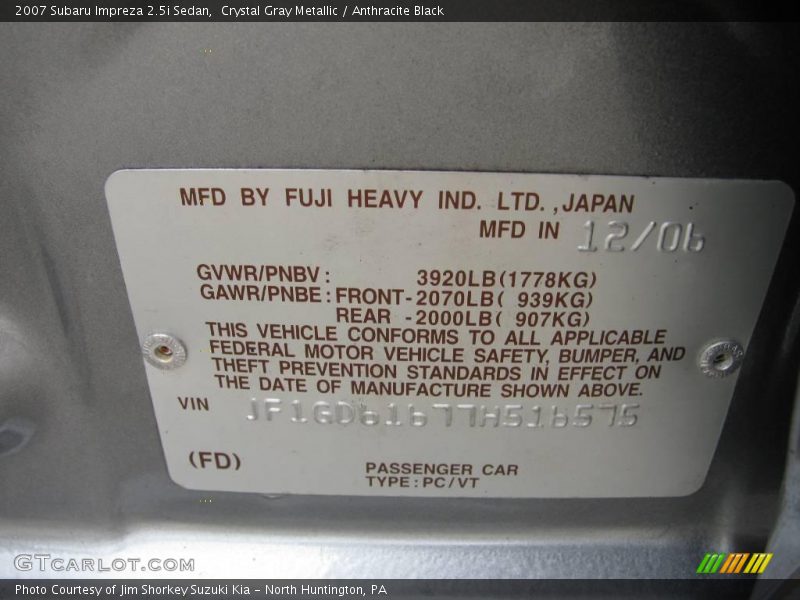 2007 Subaru Impreza 2.5i Sedan,  Crystal Gray Metallic / Anthracite Black
MFD BY FUJI HEAVY IND. LTD.,JAPAN
MFD IN 12/06
GVWR/PNBV: 3920LB(1778KG)
GAWR/PNBE:FRONT-2070LB( 939KG)
REAR -2000LB( 907KG)
THIS VEHICLE CONFORMS TO ALL APPLICABLE
FEDERAL MOTOR VEHICLE SAFETY, BUMPER, AND
THEFT PREVENTION STANDARDS IN EFFECT ON
THE DATE OF MANUFACTURE SHOWN ABOVE.
VIN JF1GD61677H516575
(FD)
PASSENGER CAR
TYPE:PC/VT
GTcarlot.com
Photo Courtesy of Jim Shorkey Suzuki Kia – North Huntington, PA